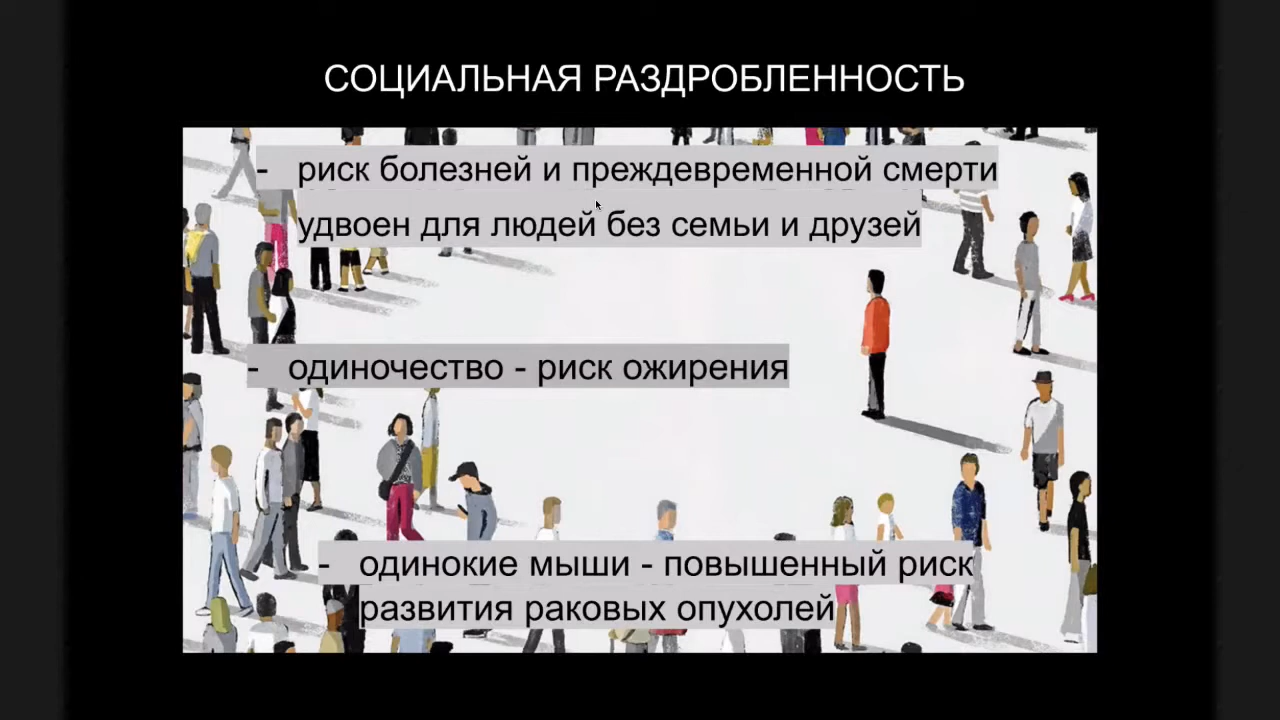 СОЦИАЛЬНАЯ РАЗДРОБЛЕННОСТЬ
- риск болезней и преждевременной смерти
удвоен для людей без семьи и друзей
- одиночество - риск ожирения
- одинокие мыши - повышенный риск
развития раковых опухолей